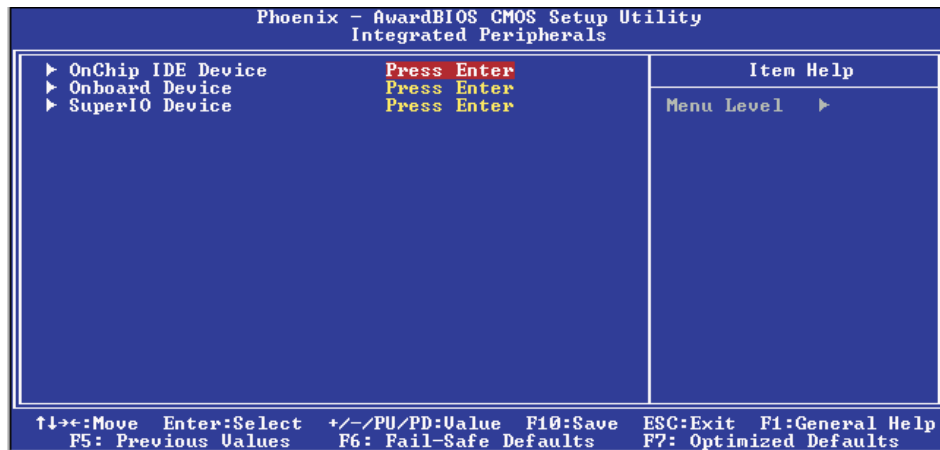 Phoenix - AwardBIOS CMOS Setup Utility
Integrated Peripherals
▶ OnChip IDE Device Press Enter
▶ Onboard Device Press Enter
▶ SuperIO Device Press Enter
Item Help
Menu Level ▶
↑↓→←:Move Enter:Select +/-/PU/PD:Value F10:Save ESC:Exit F1:General Help
F5: Previous Values F6: Fail-Safe Defaults F7: Optimized Defaults